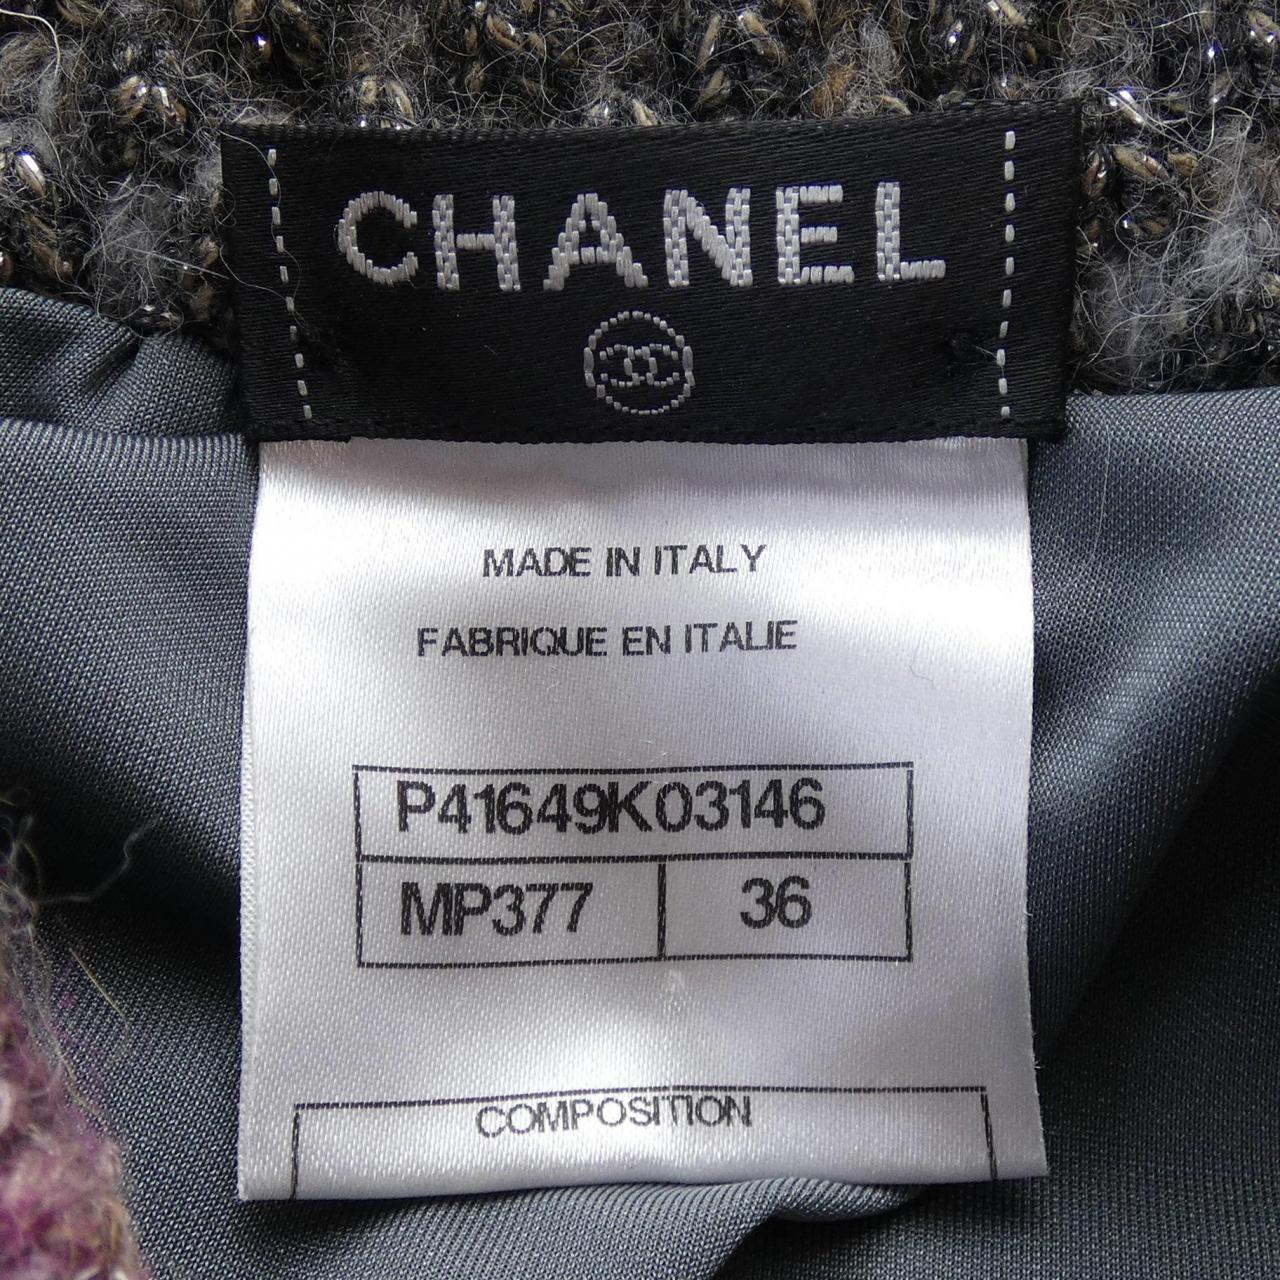 CHANEL
MADE IN ITALY
FABRIQUE EN ITALIE
P41649K03146
MP377 36
COMPOSITION